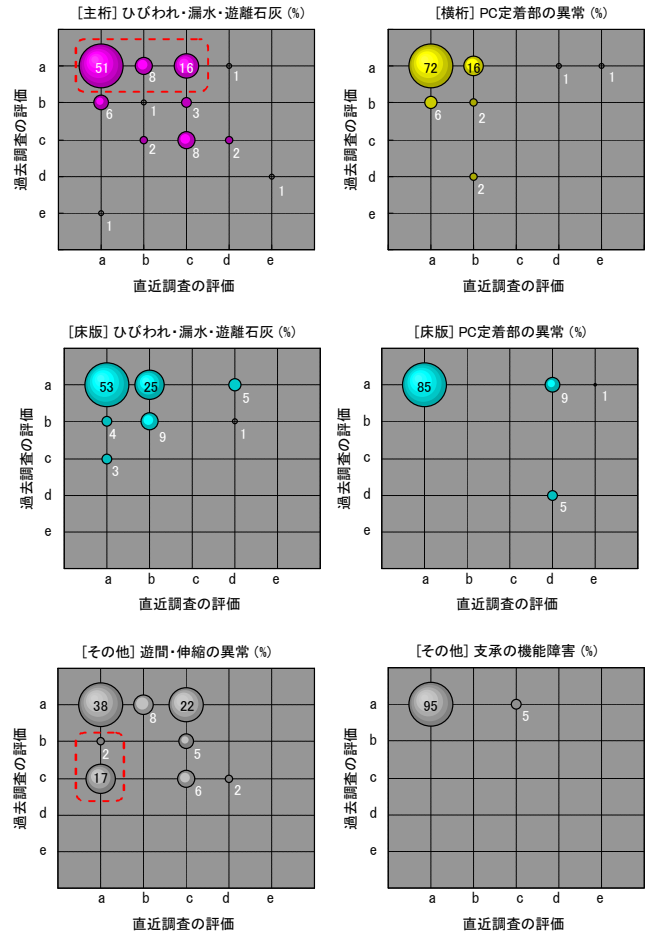 [主桁] ひびわれ・漏水・遊離石灰 (%)
過去調査の評価
a
b
c
d
e
51
8
16
1
6
1
3
2
8
2
1
1
a b c d e
直近調査の評価
[横桁] PC定着部の異常 (%)
過去調査の評価
a
b
c
d
e
72
16
1
1
6
2
2
a b c d e
直近調査の評価
[床版] ひびわれ・漏水・遊離石灰 (%)
過去調査の評価
a
b
c
d
e
53
25
5
4
9
1
3
a b c d e
直近調査の評価
[床版] PC定着部の異常 (%)
過去調査の評価
a
b
c
d
e
85
9
1
5
a b c d e
直近調査の評価
[その他] 遊間・伸縮の異常 (%)
過去調査の評価
a
b
c
d
e
38
8
22
2
5
17
6
2
a b c d e
直近調査の評価
[その他] 支承の機能障害 (%)
過去調査の評価
a
b
c
d
e
95
5
a b c d e
直近調査の評価